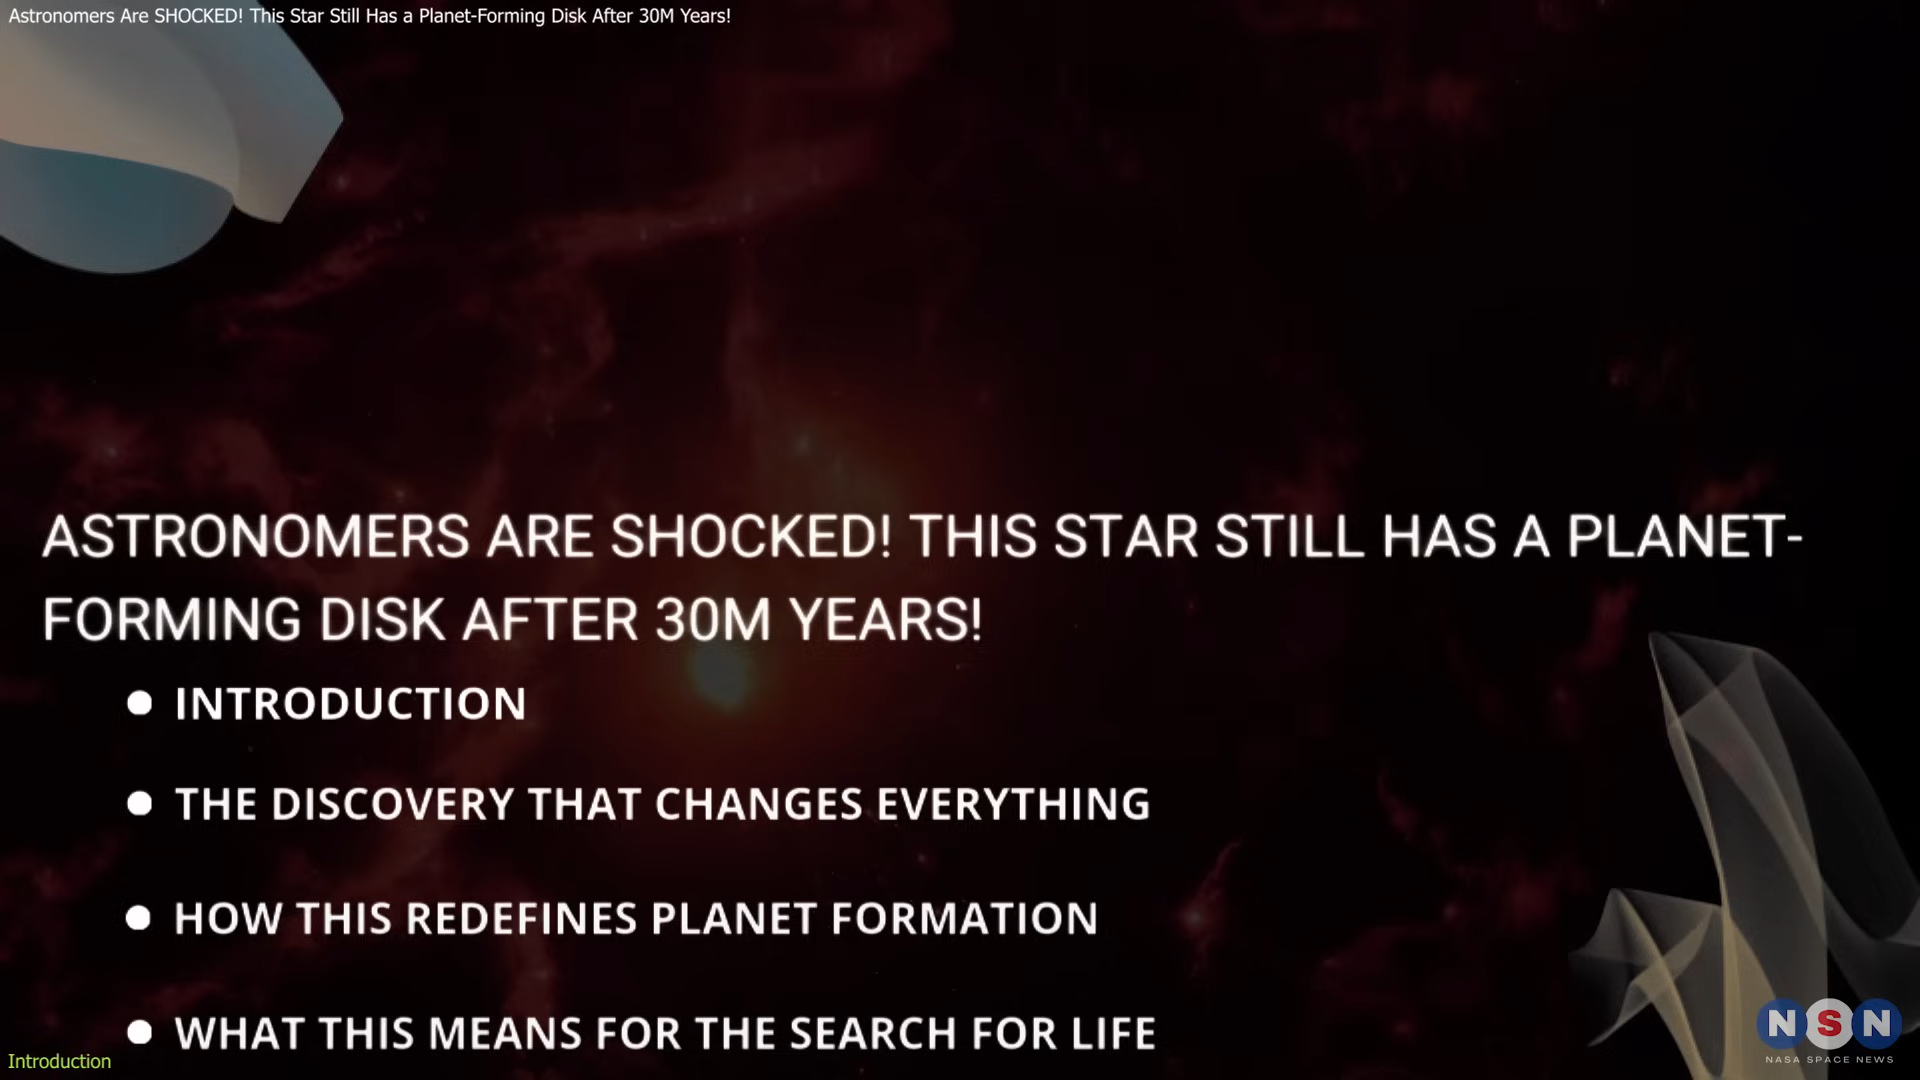 Astronomers Are SHOCKED! This Star Still Has a Planet-Forming Disk After 30M Years!
ASTRONOMERS ARE SHOCKED! THIS STAR STILL HAS A PLANET-
FORMING DISK AFTER 30M YEARS!
● INTRODUCTION
● THE DISCOVERY THAT CHANGES EVERYTHING
● HOW THIS REDEFINES PLANET FORMATION
● WHAT THIS MEANS FOR THE SEARCH FOR LIFE
Introduction
NSN
NASA SPACE NEWS